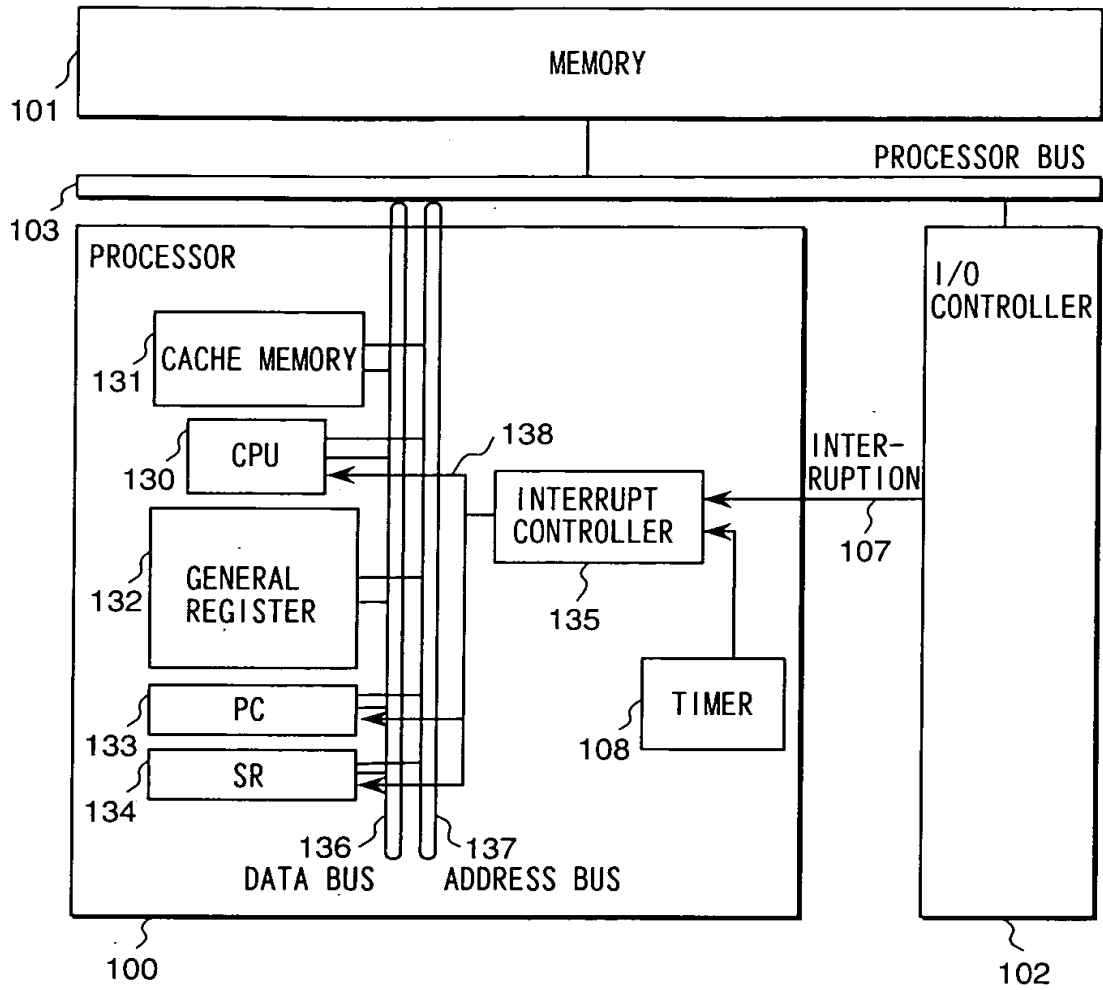 MEMORY
101
PROCESSOR BUS
103
PROCESSOR
I/O
CONTROLLER
CACHE MEMORY
131
138
CPU
130
INTER-
RUPTION
INTERRUPT
CONTROLLER
107
GENERAL
REGISTER
132
135
PC
133
TIMER
108
SR
134
136
137
DATA BUS
ADDRESS BUS
100
102